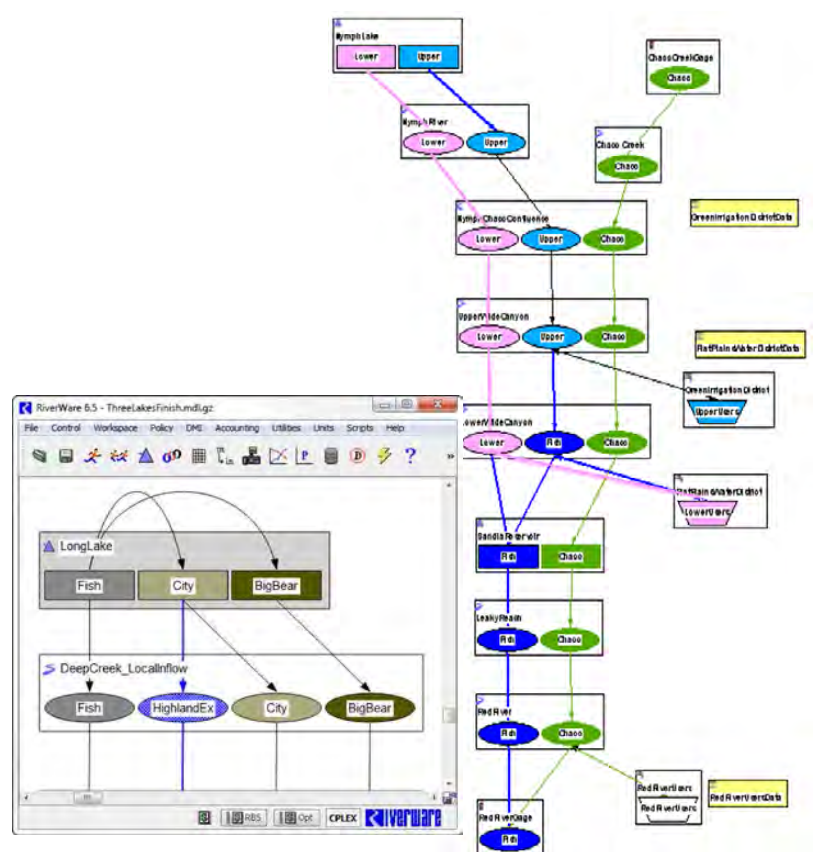 NymphLake
Lower Upper
ChacoCreekGage
Chaco
NymphRiver
Lower Upper
Chaco Creek
Chaco
NymphChacoConfluence
Lower Upper Chaco
GreenIrrigationDistrictData
UpperWideCanyon
Lower Upper Chaco
FlatPlainsWaterDistrictData
GreenIrrigationDistrict
UpperUsers
LowerWideCanyon
Lower Fish Chaco
FlatPlainsWaterDistrict
LowerUsers
SandiaReservoir
Fish Chaco
LeakyReach
Fish Chaco
RedRiver
Fish Chaco
RedRiverUsers
RedRiverUsers
RedRiverUsersData
RedRiverGage
Fish
RiverWare 6.5 - ThreeLakesFinish.mdl.gz
File Control Workspace Policy DMI Accounting Utilities Units Scripts Help
LongLake
Fish City BigBear
DeepCreek_LocalInflow
Fish HighlandEx City BigBear
RBS Opt CPLEX RiverWare